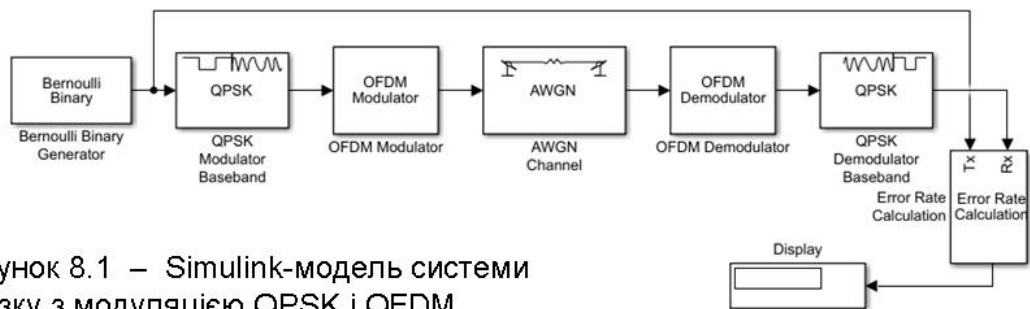 Bernoulli
Binary
Bernoulli Binary
Generator
QPSK
QPSK
Modulator
Baseband
OFDM
Modulator
OFDM Modulator
AWGN
AWGN
Channel
OFDM
Demodulator
OFDM Demodulator
QPSK
QPSK
Demodulator
Baseband
Tx
Rx
Error Rate
Calculation
Error Rate
Calculation
Display
8.1 – Simulink-модель системи
з модуляцією QPSK і OFDM